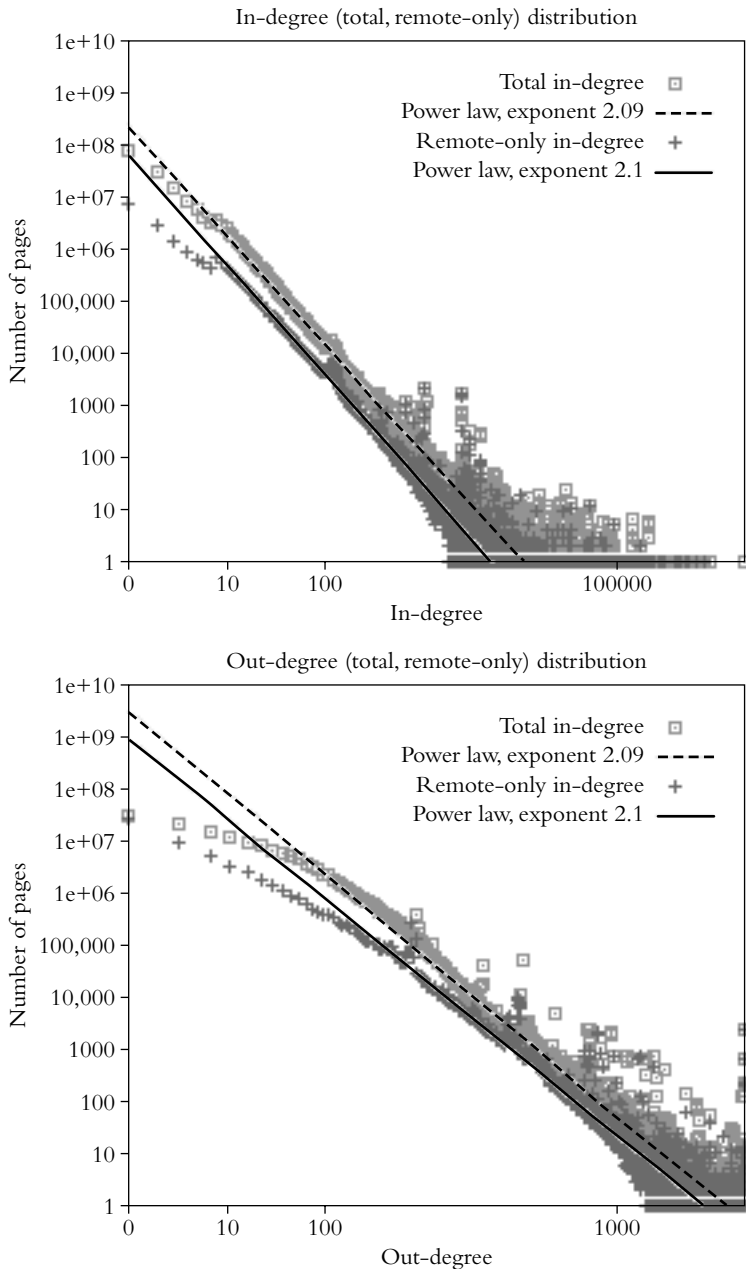 In-degree (total, remote-only) distribution
1e+10
1e+09
1e+08
1e+07
1e+06
100,000
10,000
1000
100
10
1
Number of pages
Total in-degree
Power law, exponent 2.09
Remote-only in-degree
Power law, exponent 2.1
0 10 100 100000
In-degree
Out-degree (total, remote-only) distribution
1e+10
1e+09
1e+08
1e+07
1e+06
100,000
10,000
1000
100
10
1
Number of pages
Total in-degree
Power law, exponent 2.09
Remote-only in-degree
Power law, exponent 2.1
0 10 100 1000
Out-degree